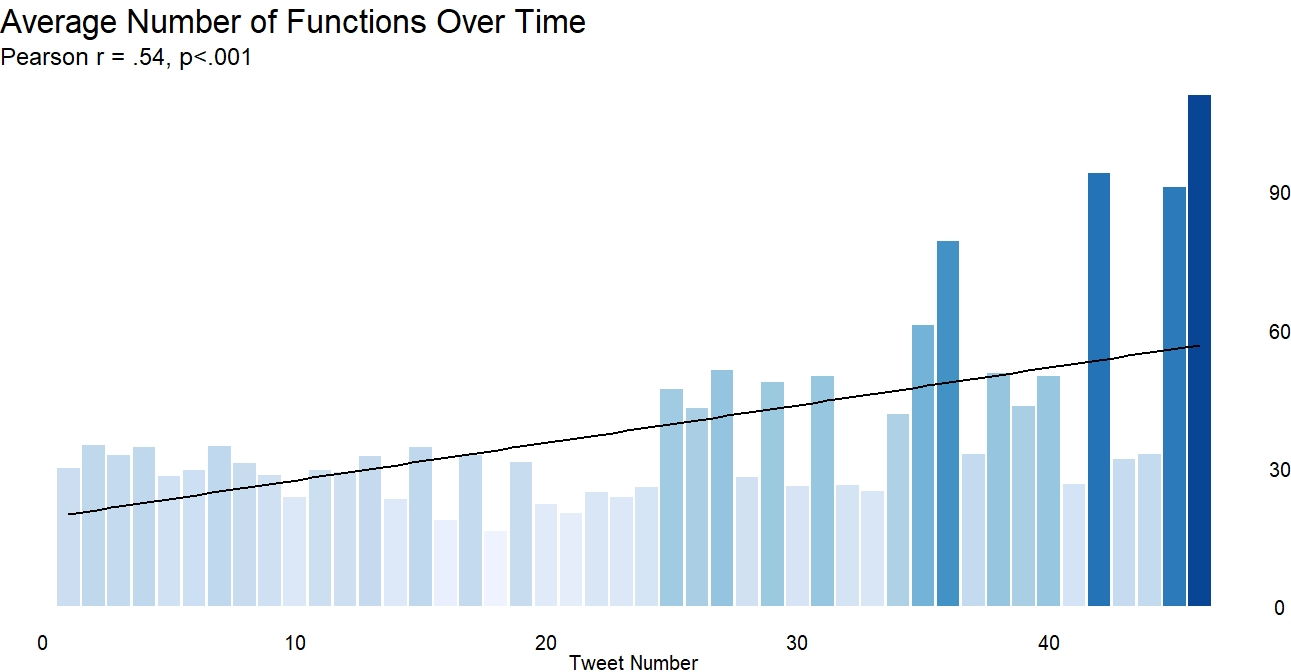 Average Number of Functions Over Time
Pearson r = .54, p<.001
90
60
30
0
0 10 20 30 40
Tweet Number